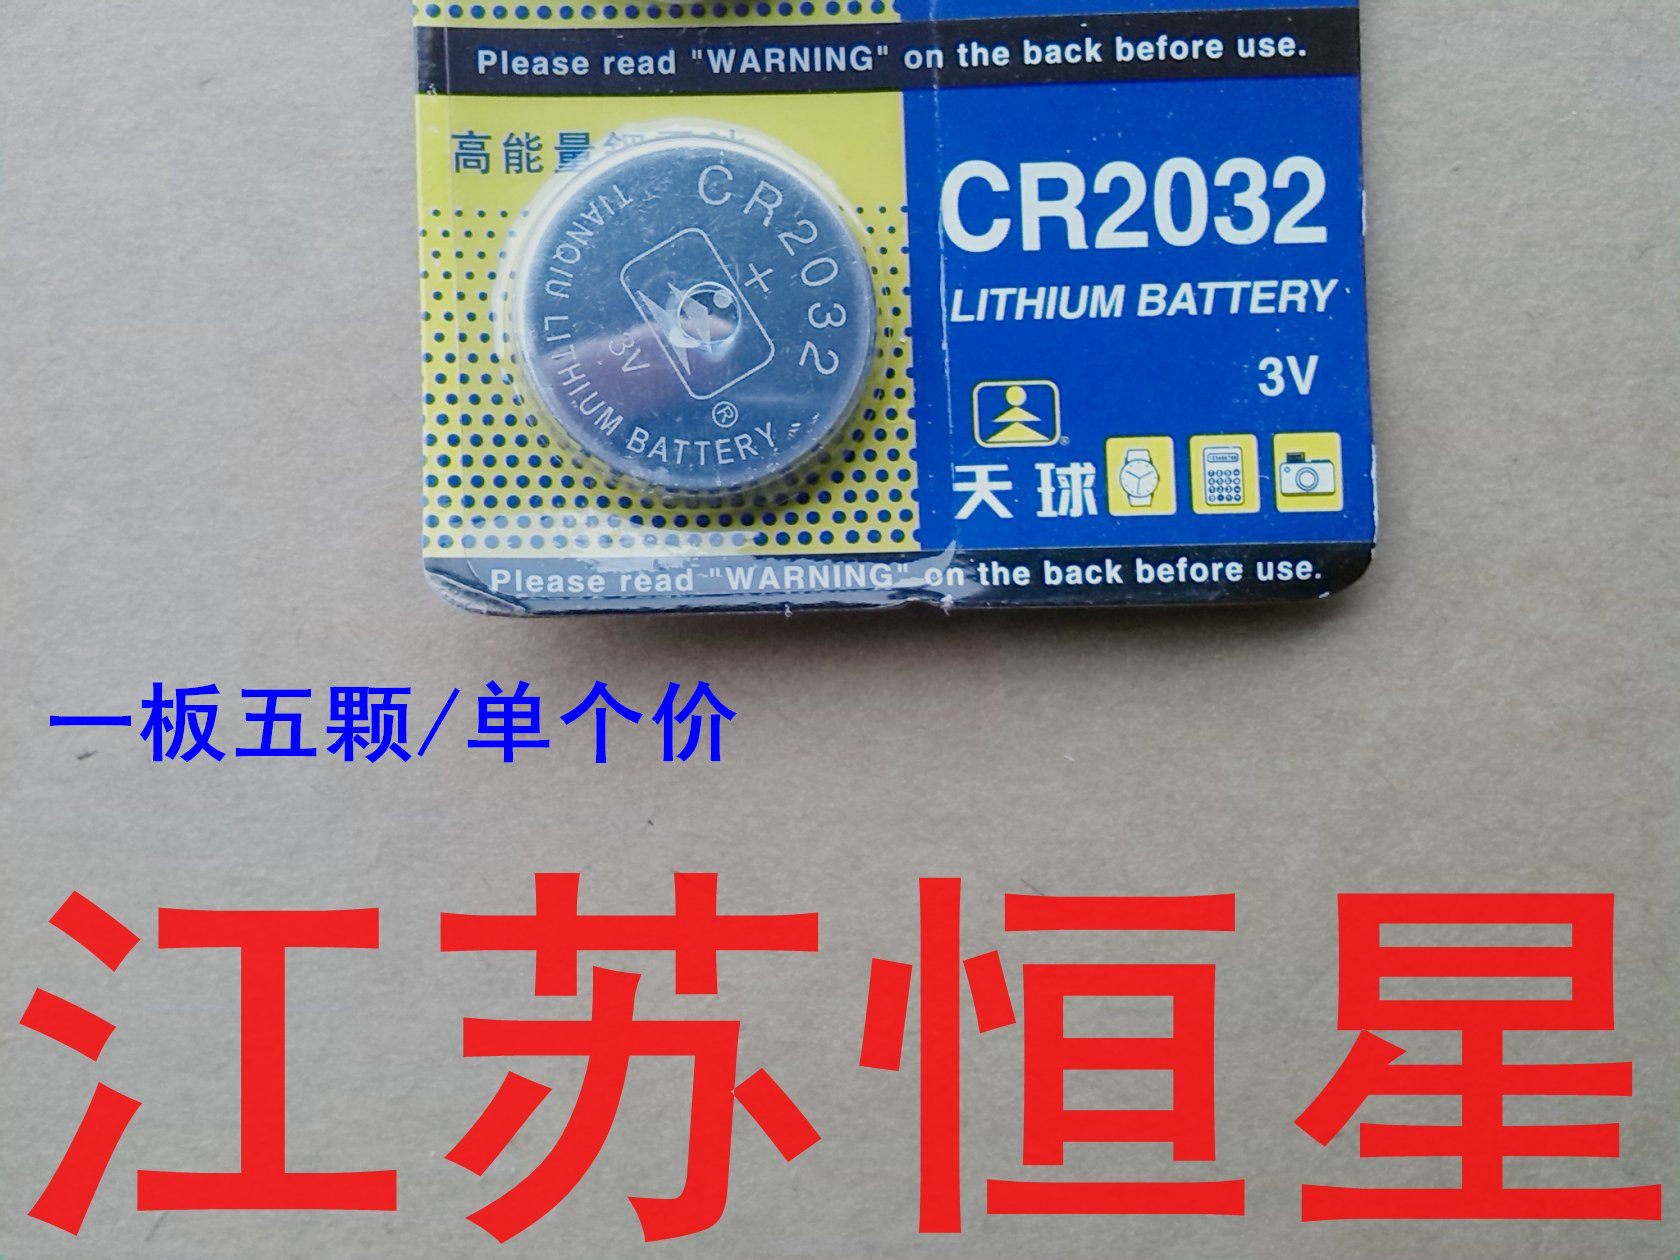 Please read "WARNING" on the back before use.
高能量
CR2032
TIANQIU LITHIUM BATTERY
+
3V
®
CR2032
LITHIUM BATTERY
3V
天球
Please read "WARNING" on the back before use.
一板五颗/单个价
江苏恒星